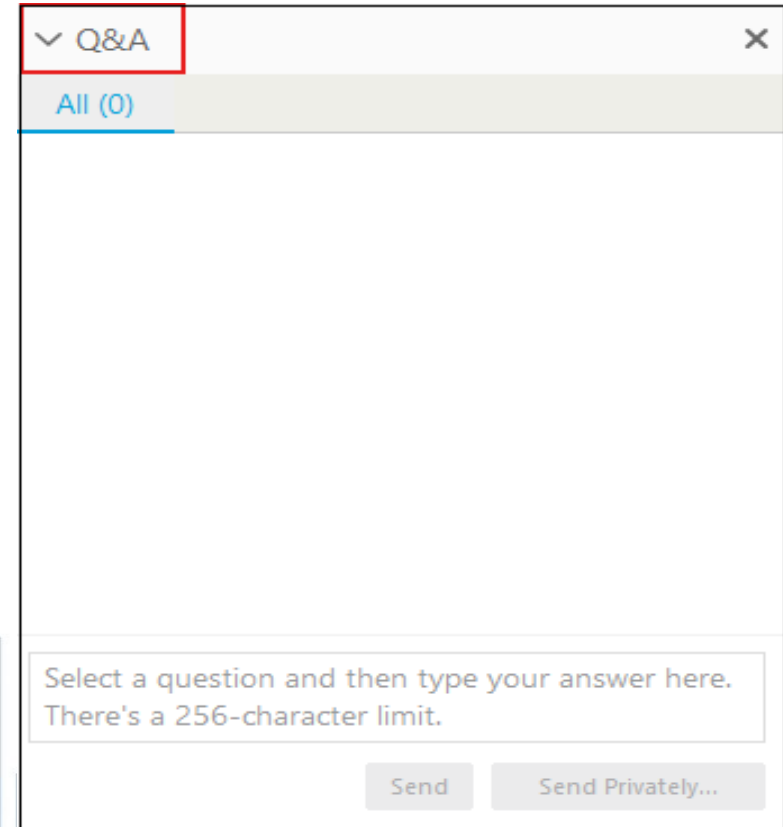 Q&A
All (0)
Select a question and then type your answer here.
There's a 256-character limit.
Send
Send Privately...